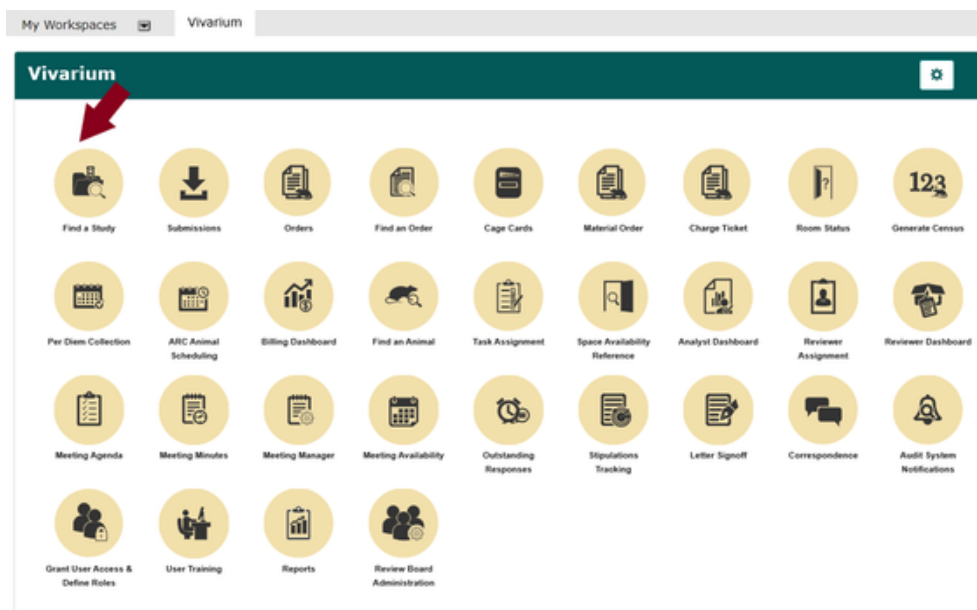 My Workspaces Vivarium
Vivarium
?
123
Find a Study Submissions Orders Find an Order Cage Cards Material Order Charge Ticket Room Status Generate Census
$
Per Diem Collection ARC Animal Billing Dashboard Find an Animal Task Assignment Space Availability Analyst Dashboard Reviewer Reviewer Dashboard
Scheduling Reference Assignment
Meeting Agenda Meeting Minutes Meeting Manager Meeting Availability Outstanding Stipulations Letter Signoff Correspondence Audit System
Responses Tracking Notifications
Grant User Access & User Training Reports Review Board
Define Roles Administration